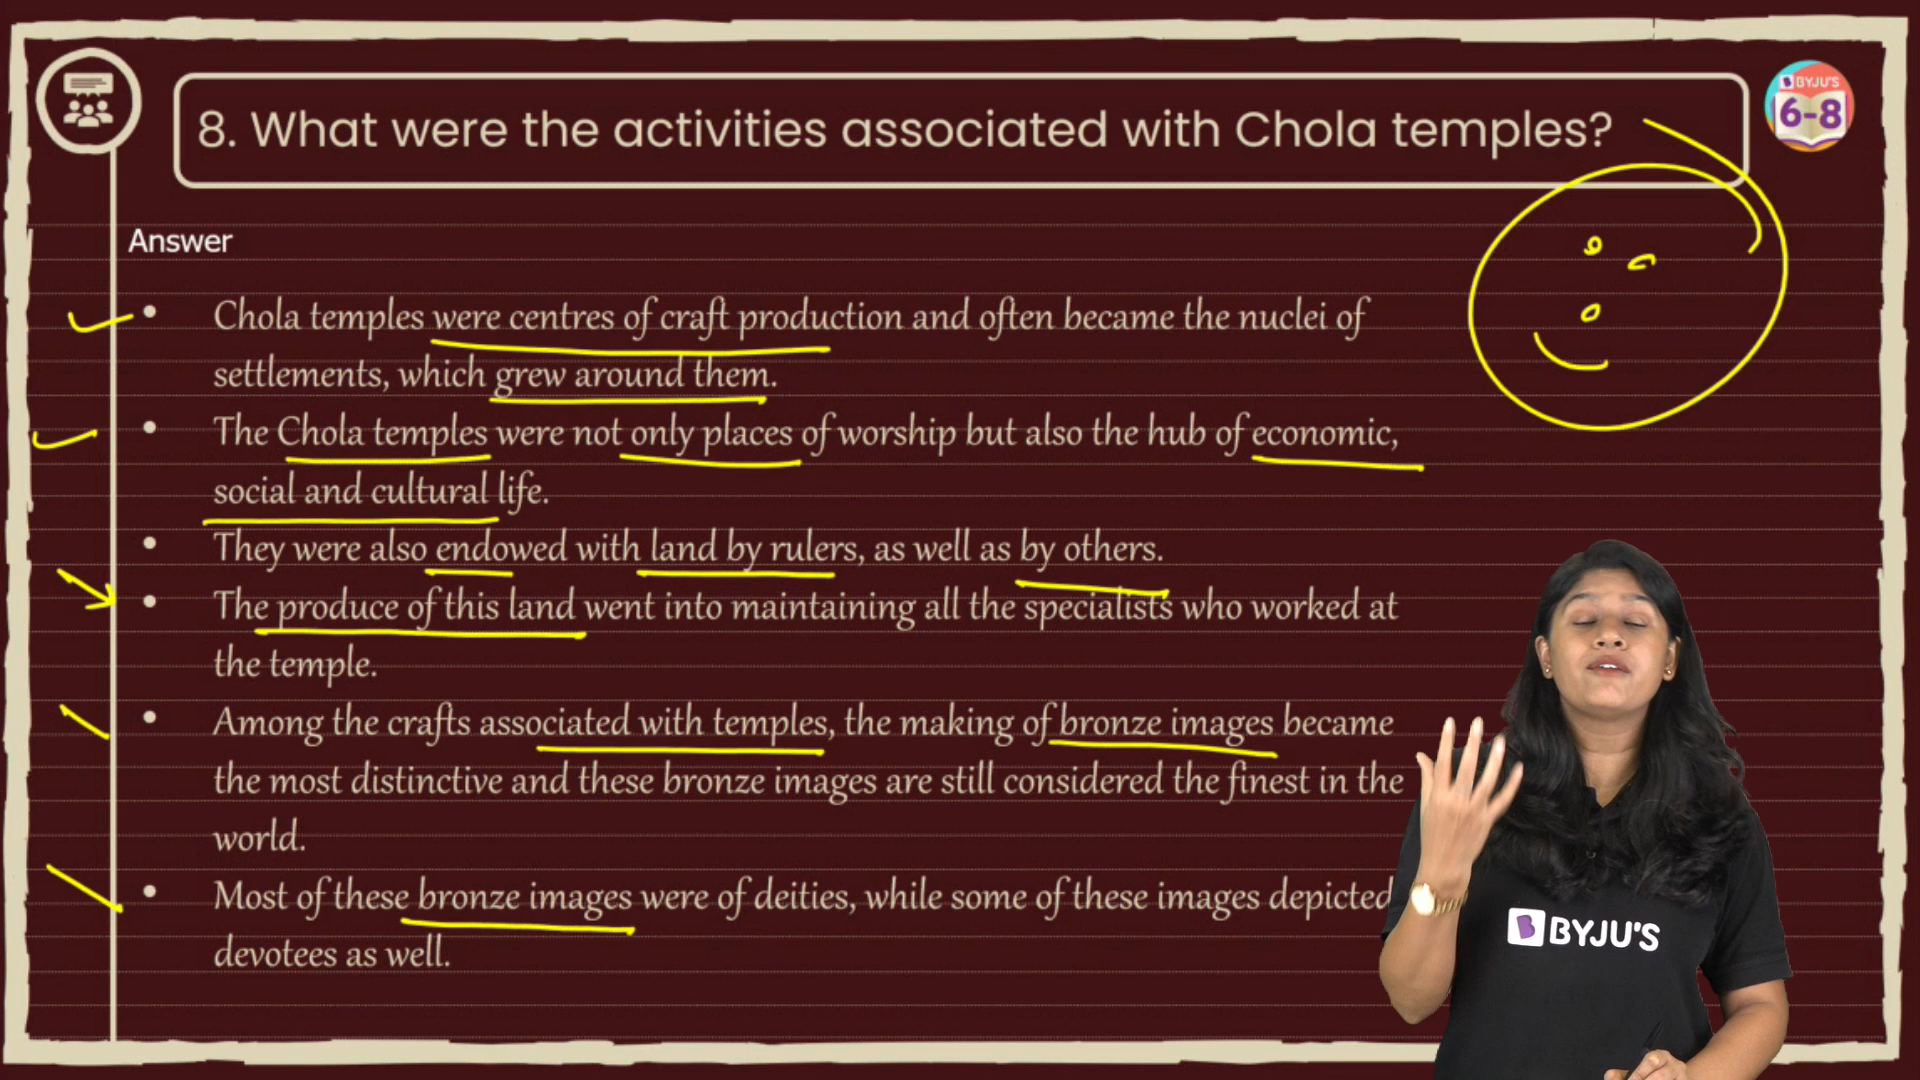 8. What were the activities associated with Chola temples?
BYJU'S
6-8
Answer
• Chola temples were centres of craft production and often became the nuclei of
settlements, which grew around them.
• The Chola temples were not only places of worship but also the hub of economic,
social and cultural life.
• They were also endowed with land by rulers, as well as by others.
• The produce of this land went into maintaining all the specialists who worked at
the temple.
• Among the crafts associated with temples, the making of bronze images became
the most distinctive and these bronze images are still considered the finest in the
world.
• Most of these bronze images were of deities, while some of these images depicted
devotees as well.
B BYJU'S